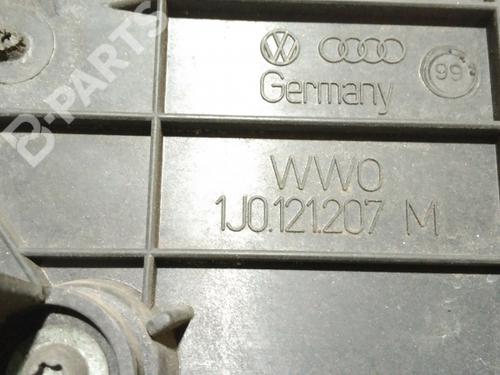 B-PARTS
99
Germany
WWO
1J0.121.207 M